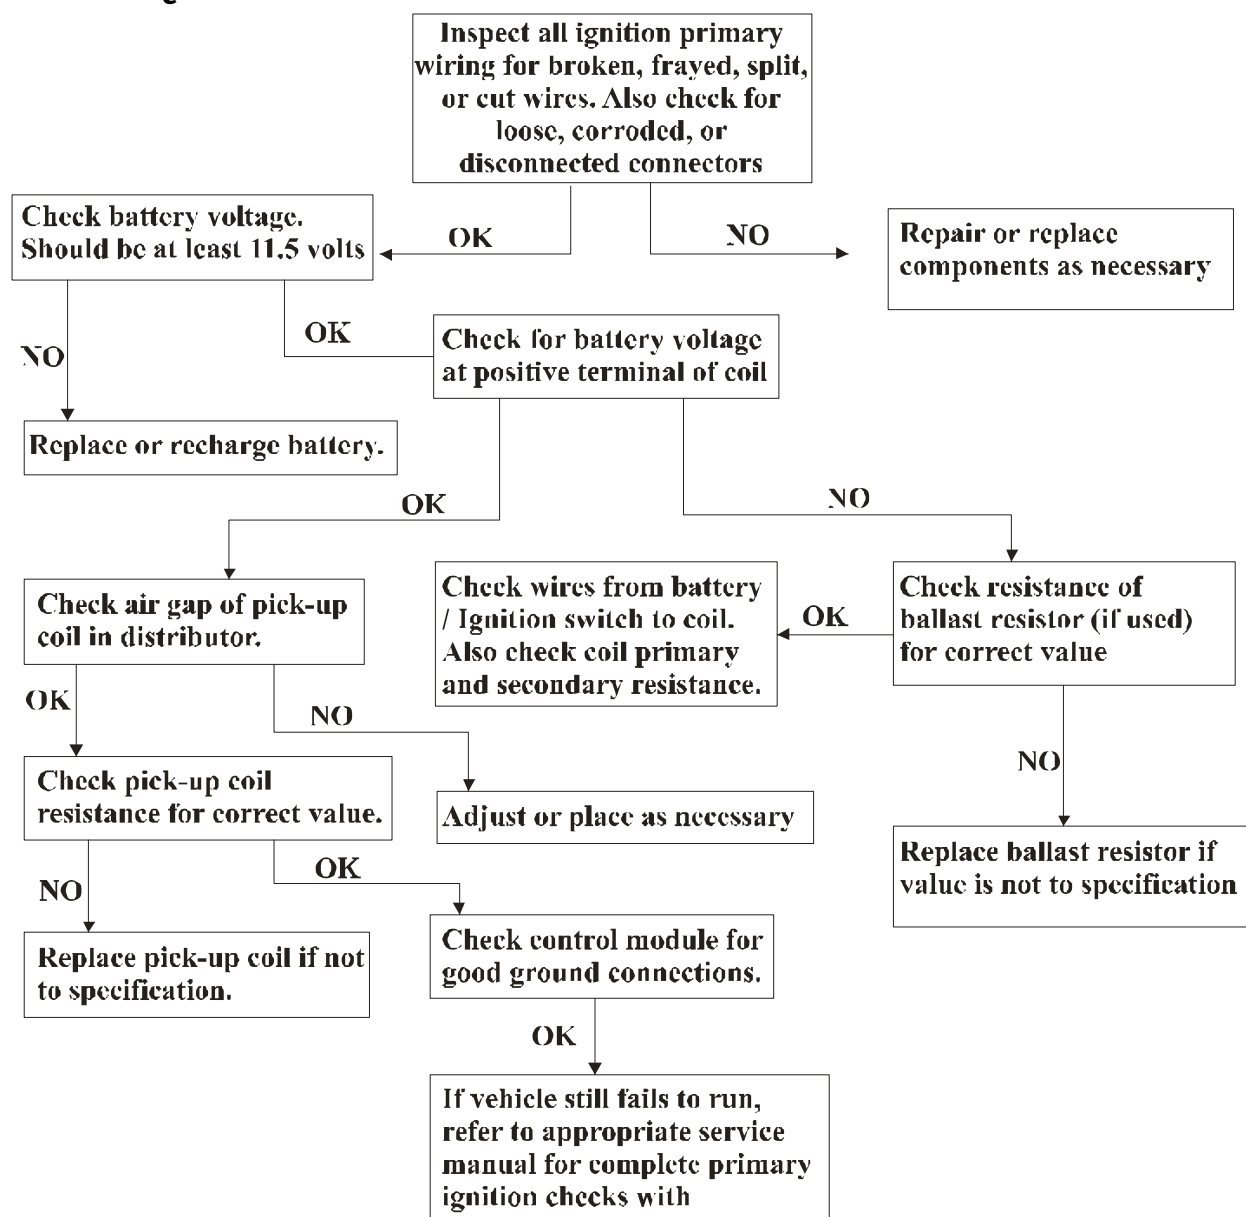 Inspect all ignition primary
wiring for broken, frayed, split,
or cut wires. Also check for
loose, corroded, or
disconnected connectors
Check battery voltage.
Should be at least 11.5 volts
OK
NO
Repair or replace
components as necessary
NO
OK
Check for battery voltage
at positive terminal of coil
Replace or recharge battery.
OK
NO
Check air gap of pick-up
coil in distributor.
Check wires from battery
/ Ignition switch to coil.
Also check coil primary
and secondary resistance.
OK
Check resistance of
ballast resistor (if used)
for correct value
OK
NO
NO
Check pick-up coil
resistance for correct value.
Adjust or place as necessary
Replace ballast resistor if
value is not to specification
NO
OK
Replace pick-up coil if not
to specification.
Check control module for
good ground connections.
OK
If vehicle still fails to run,
refer to appropriate service
manual for complete primary
ignition checks with